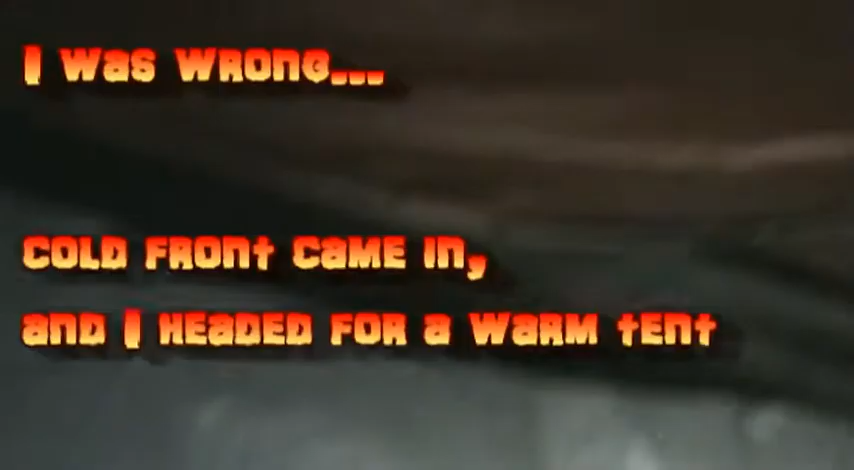 I was wrong...
cold front came in,
and I headed for a warm tent